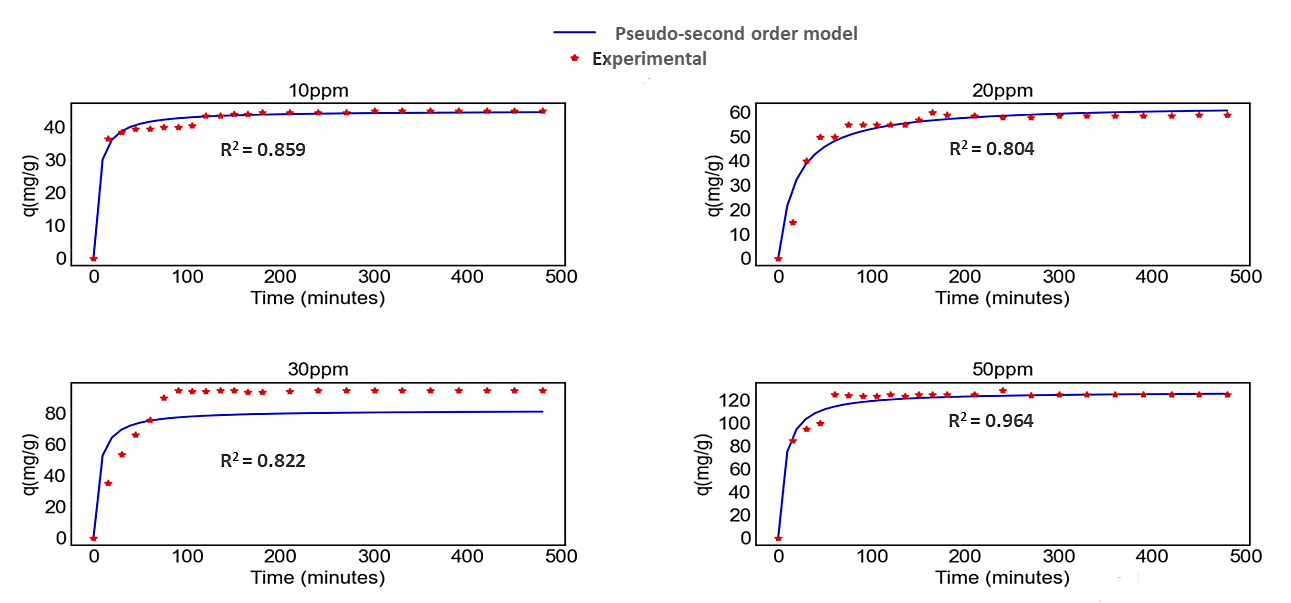 Pseudo-second order model
Experimental
10ppm
q(mg/g)
40
30
20
10
0
R² = 0.859
0 100 200 300 400 500
Time (minutes)
20ppm
q(mg/g)
60
50
40
30
20
10
0
R² = 0.804
0 100 200 300 400 500
Time (minutes)
30ppm
q(mg/g)
80
60
40
20
0
R² = 0.822
0 100 200 300 400 500
Time (minutes)
50ppm
q(mg/g)
120
100
80
60
40
20
0
R² = 0.964
0 100 200 300 400 500
Time (minutes)